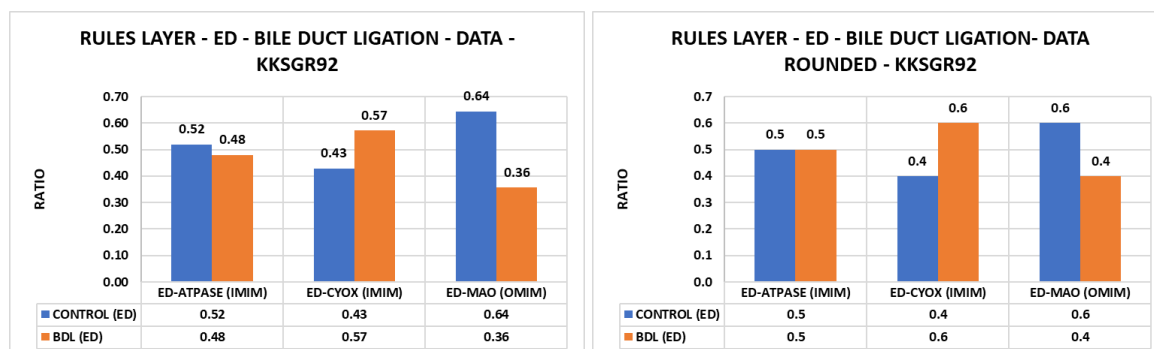 RULES LAYER - ED - BILE DUCT LIGATION - DATA -
KKSGR92
0.70
0.60
0.50
0.40
0.30
0.20
0.10
0.00
RATIO
0.52
0.48
0.43
0.57
0.64
0.36
ED-ATPASE (IMIM) ED-CYOX (IMIM) ED-MAO (OMIM)
CONTROL (ED) 0.52 0.43 0.64
BDL (ED) 0.48 0.57 0.36
RULES LAYER - ED - BILE DUCT LIGATION- DATA
ROUNDED - KKSGR92
0.7
0.6
0.5
0.4
0.3
0.2
0.1
0.0
RATIO
0.5
0.5
0.4
0.6
0.6
0.4
ED-ATPASE (IMIM) ED-CYOX (IMIM) ED-MAO (OMIM)
CONTROL (ED) 0.5 0.4 0.6
BDL (ED) 0.5 0.6 0.4